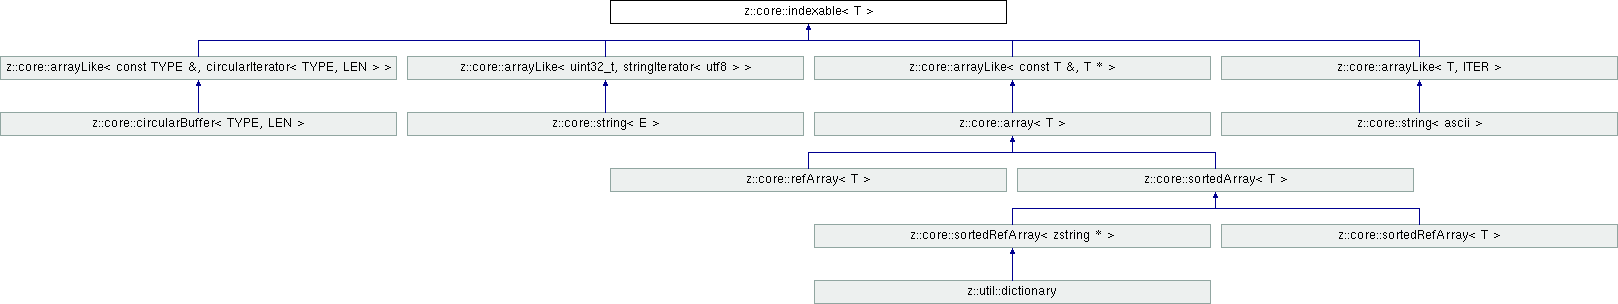 z::core::indexable< T >
z::core::arrayLike< const TYPE &, circularIterator< TYPE, LEN > >
z::core::arrayLike< uint32_t, stringIterator< utf8 > >
z::core::arrayLike< const T &, T * >
z::core::arrayLike< T, ITER >
z::core::circularBuffer< TYPE, LEN >
z::core::string< E >
z::core::array< T >
z::core::string< ascii >
z::core::refArray< T >
z::core::sortedArray< T >
z::core::sortedRefArray< zstring * >
z::core::sortedRefArray< T >
z::util::dictionary